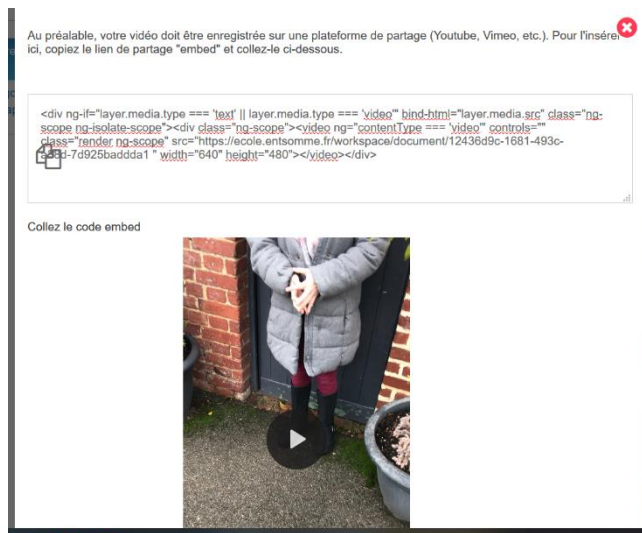 Au préalable, votre vidéo doit être enregistrée sur une plateforme de partage (Youtube, Vimeo, etc.). Pour l'insérer
ici, copiez le lien de partage "embed" et collez-le ci-dessous.
<div ng-if="layer.media.type === 'text' || layer.media.type === 'video'" bind-html="layer.media.src" class="ng-
scope ng-isolate-scope"><div class="ng-scope"><video ng="contentType === 'video'" controls=""
class="render ng-scope" src="https://ecole.entsomme.fr/workspace/document/12436d9c-1681-493c-
width="640" height="480"></video></div>
Collez le code embed